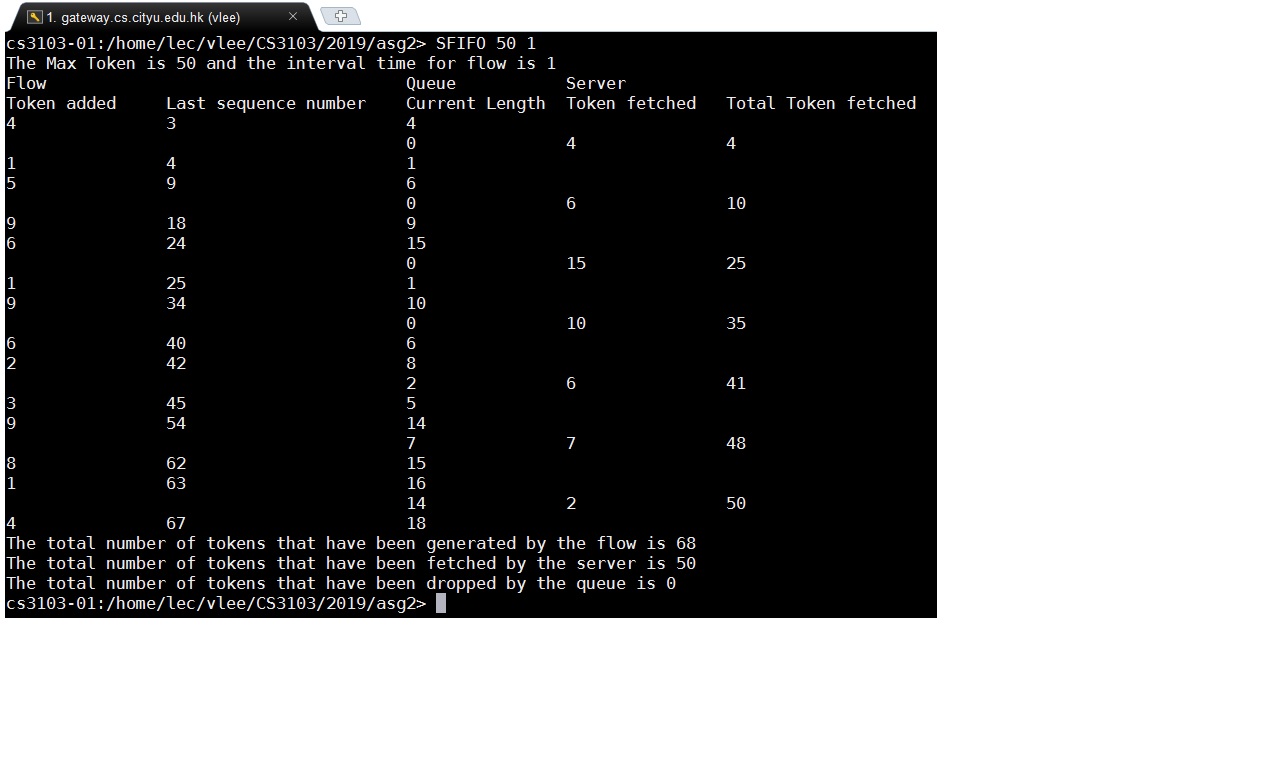 1. gateway.cs.cityu.edu.hk (vlee)
cs3103-01:/home/lec/vlee/CS3103/2019/asg2> SFIFO 50 1
The Max Token is 50 and the interval time for flow is 1
Flow Queue Server
Token added Last sequence number Current Length Token fetched Total Token fetched
4 3 4
0 4 4
1 4 1
5 9 6
0 6 10
9 18 9
6 24 15
0 15 25
1 25 1
9 34 10
0 10 35
6 40 6
2 42 8
2 6 41
3 45 5
9 54 14
7 7 48
8 62 15
1 63 16
14 2 50
4 67 18
The total number of tokens that have been generated by the flow is 68
The total number of tokens that have been fetched by the server is 50
The total number of tokens that have been dropped by the queue is 0
cs3103-01:/home/lec/vlee/CS3103/2019/asg2>